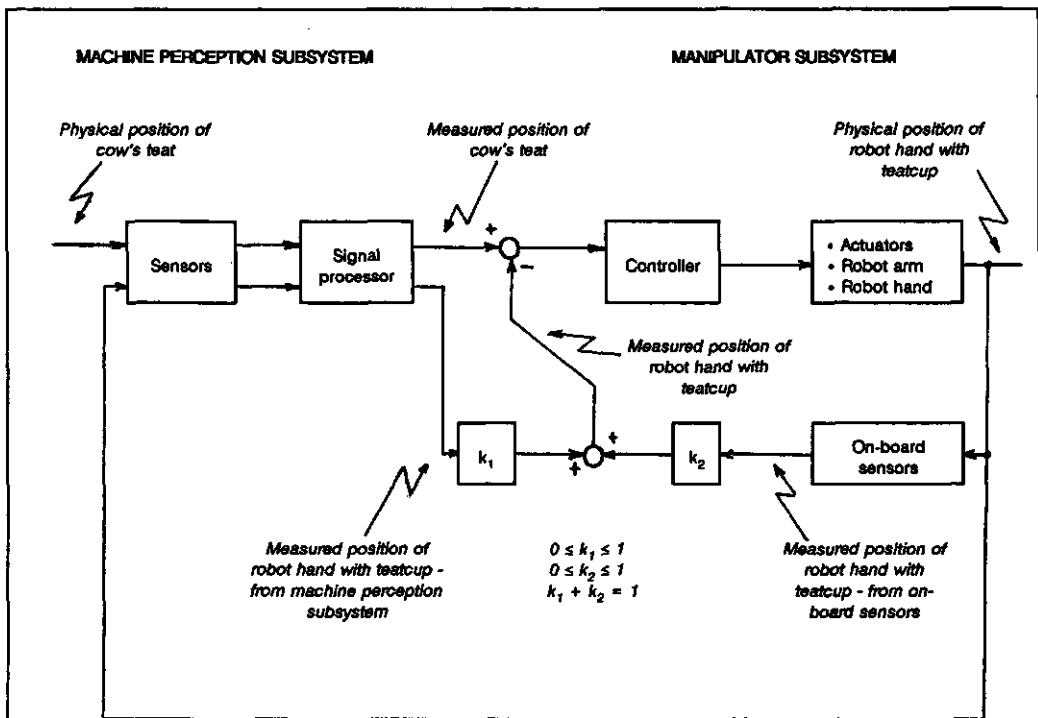 MACHINE PERCEPTION SUBSYSTEM
MANIPULATOR SUBSYSTEM
Physical position of
cow's teat
Measured position of
cow's teat
Physical position of
robot hand with
teatcup
Sensors
Signal
processor
+
−
Controller
• Actuators
• Robot arm
• Robot hand
Measured position of
robot hand with
teatcup
k₁
+
+
k₂
On-board
sensors
Measured position of
robot hand with teatcup -
from machine perception
subsystem
0 ≤ k₁ ≤ 1
0 ≤ k₂ ≤ 1
k₁ + k₂ = 1
Measured position of
robot hand with
teatcup - from on-
board sensors